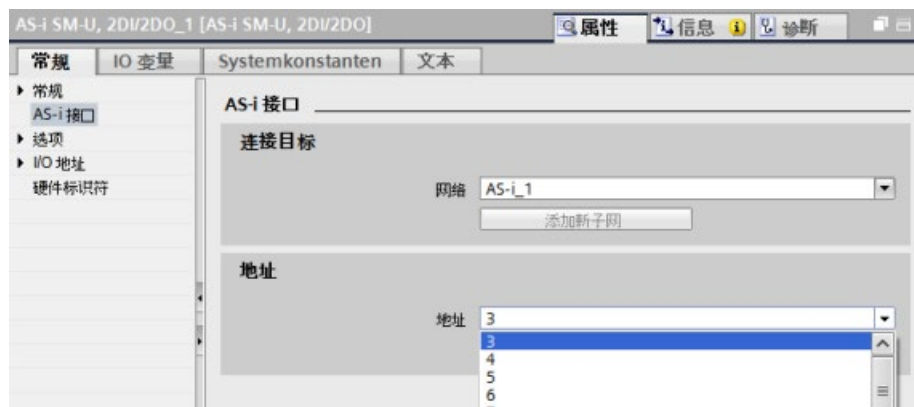 AS-i SM-U, 2DI/2DO_1 [AS-i SM-U, 2DI/2DO]
属性
信息
诊断
常规
IO 变量
Systemkonstanten
文本
常规
AS-i 接口
选项
I/O 地址
硬件标识符
AS-i 接口
连接目标
网络 AS-i_1
添加新子网
地址
地址 3
3
4
5
6